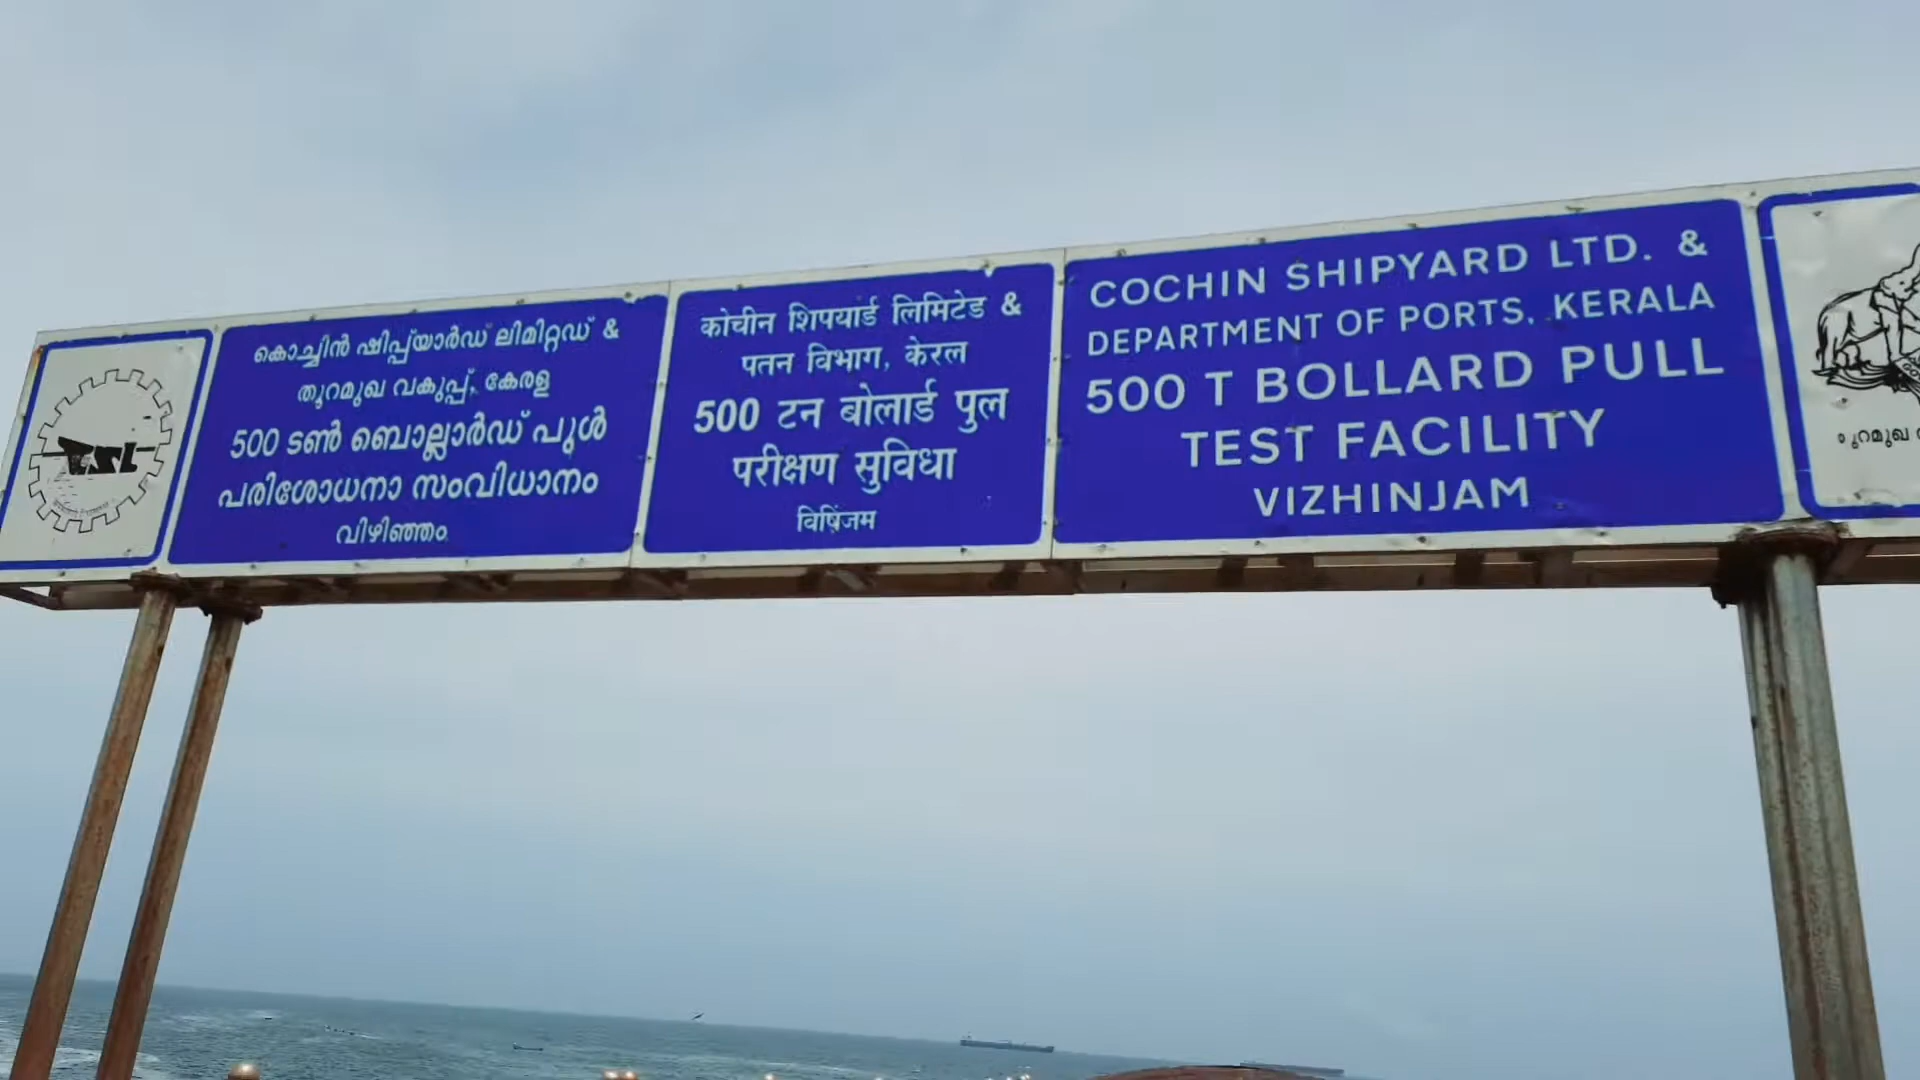 കൊച്ചിൻ ഷിപ്പ്‌യാർഡ് ലിമിറ്റഡ് &
തുറമുഖ വകുപ്പ്, കേരള
500 ടൺ ബൊല്ലാർഡ് പുൾ
പരിശോധനാ സംവിധാനം
വിഴിഞ്ഞം
कोचीन शिपयार्ड लिमिटेड &
पतन विभाग, केरल
500 टन बोलार्ड पुल
परीक्षण सुविधा
विषिंजम
COCHIN SHIPYARD LTD. &
DEPARTMENT OF PORTS, KERALA
500 T BOLLARD PULL
TEST FACILITY
VIZHINJAM